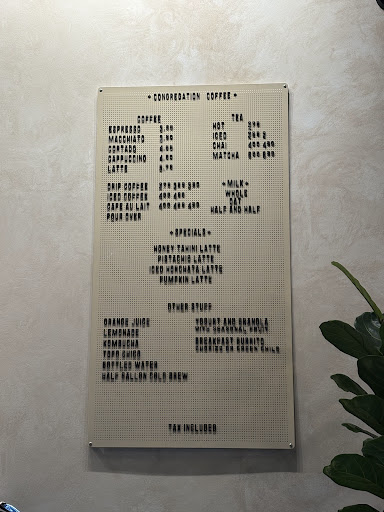 CONGREGATION COFFEE
COFFEE
ESPRESSO
MACCHIATO
CORTADO
CAPPUCCINO
LATTE
DRIP COFFEE
ICED COFFEE
CAFE AU LAIT
POUR OVER
TEA
HOT
ICED
CHAI
MATCHA
MILK
WHOLE
OAT
HALF AND HALF
SPECIALS
HONEY TAHINI LATTE
PISTACHIO LATTE
ICED HORCHATA LATTE
PUMPKIN LATTE
OTHER STUFF
ORANGE JUICE
LEMONADE
KOMBUCHA
TOPO CHICO
BOTTLED WATER
HALF GALLON COLD BREW
YOGURT AND GRANOLA
WITH SEASONAL FRUIT
BREAKFAST BURRITO
CHORIZO OR GREEN CHILE
TAX INCLUDED